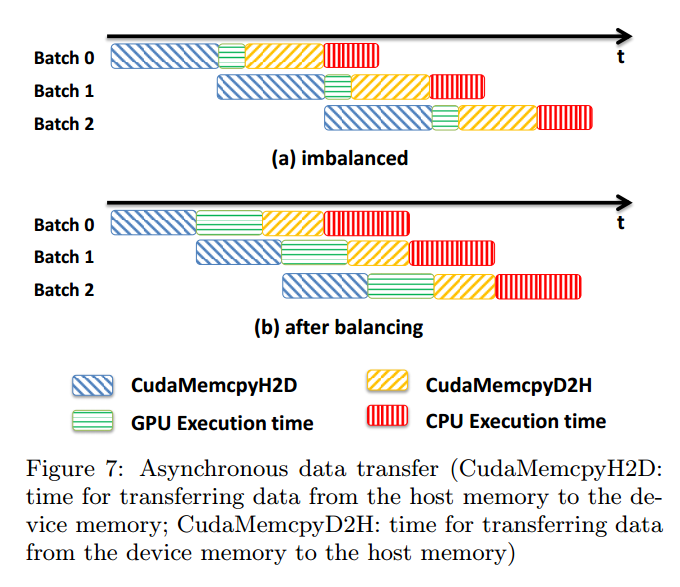 Batch 0
t
Batch 1
Batch 2
(a) imbalanced
Batch 0
t
Batch 1
Batch 2
(b) after balancing
CudaMemcpyH2D
CudaMemcpyD2H
GPU Execution time
CPU Execution time
Figure 7: Asynchronous data transfer (CudaMemcpyH2D:
time for transferring data from the host memory to the de-
vice memory; CudaMemcpyD2H: time for transferring data
from the device memory to the host memory)